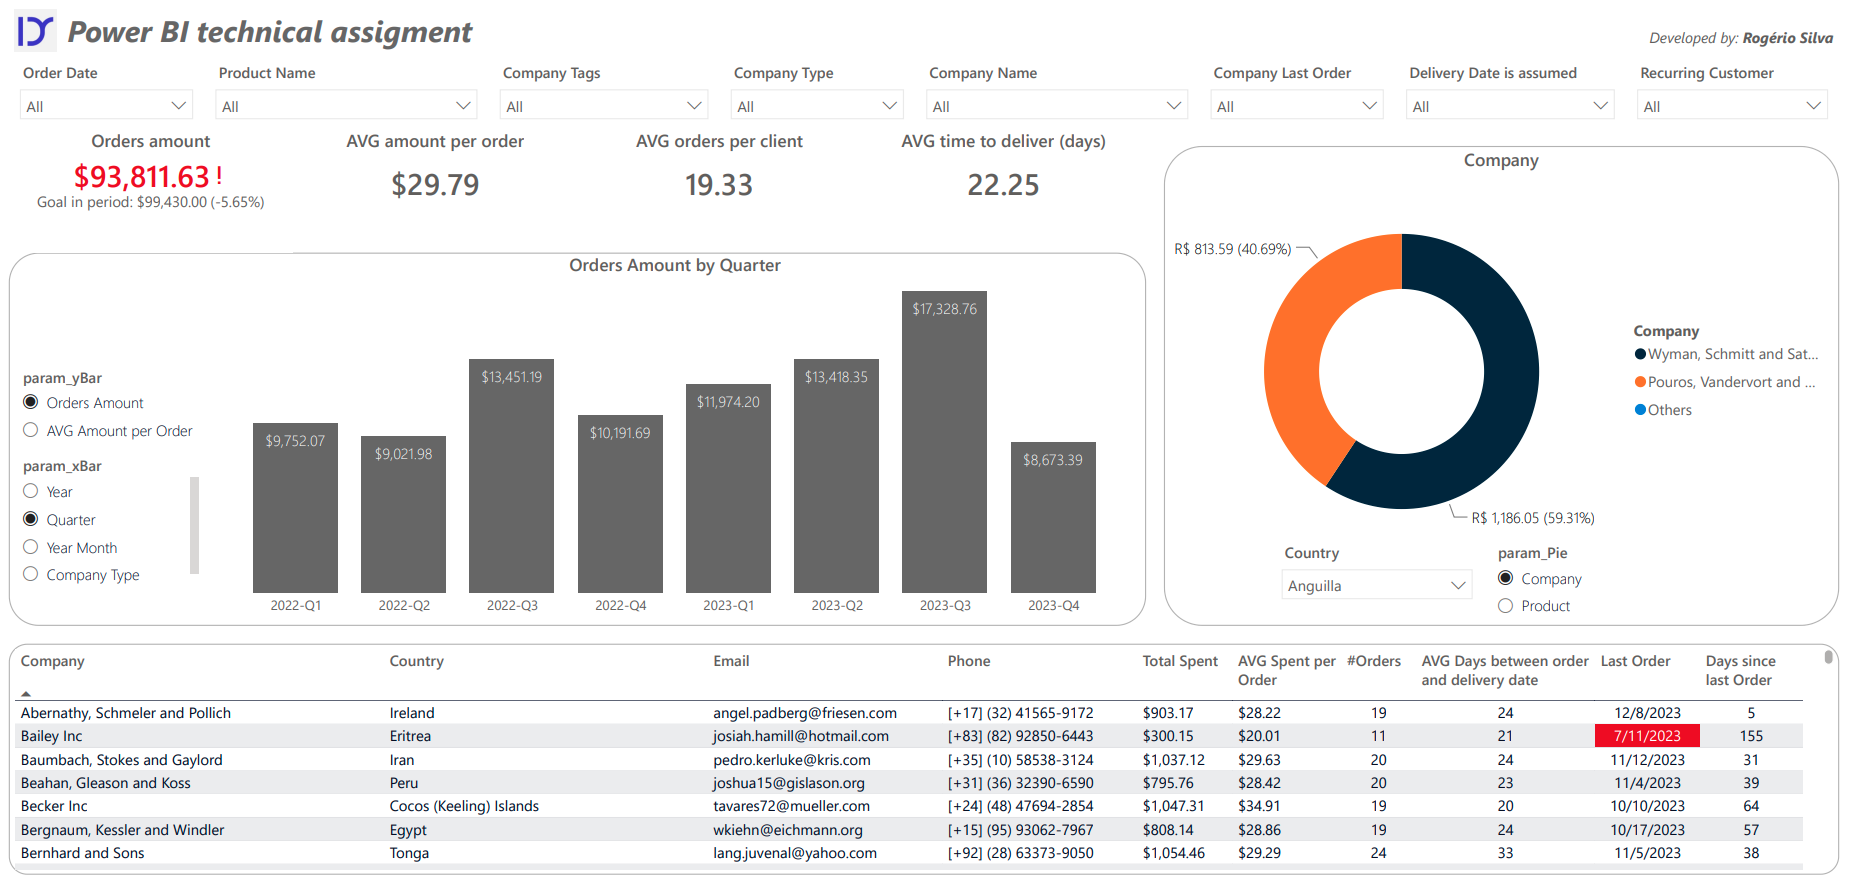 Power BI technical assigment
Developed by: Rogério Silva
Order Date Product Name Company Tags Company Type Company Name Company Last Order Delivery Date is assumed Recurring Customer
All All All All All All All All
Orders amount AVG amount per order AVG orders per client AVG time to deliver (days)
$93,811.63 ! $29.79 19.33 22.25
Goal in period: $99,430.00 (-5.65%)
Orders Amount by Quarter
param_yBar
Orders Amount
AVG Amount per Order
param_xBar
Year
Quarter
Year Month
Company Type
$9,752.07
$9,021.98
$13,451.19
$10,191.69
$11,974.20
$13,418.35
$17,328.76
$8,673.39
2022-Q1 2022-Q2 2022-Q3 2022-Q4 2023-Q1 2023-Q2 2023-Q3 2023-Q4
Company
R$ 813.59 (40.69%)
R$ 1,186.05 (59.31%)
Company
Wyman, Schmitt and Sat...
Pouros, Vandervort and ...
Others
Country
Anguilla
param_Pie
Company
Product
Company Country Email Phone Total Spent AVG Spent per Order #Orders AVG Days between order and delivery date Last Order Days since last Order
Abernathy, Schmeler and Pollich Ireland angel.padberg@friesen.com [+17] (32) 41565-9172 $903.17 $28.22 19 24 12/8/2023 5
Bailey Inc Eritrea josiah.hamill@hotmail.com [+83] (82) 92850-6443 $300.15 $20.01 11 21 7/11/2023 155
Baumbach, Stokes and Gaylord Iran pedro.kerluke@kris.com [+35] (10) 58538-3124 $1,037.12 $29.63 20 24 11/12/2023 31
Beahan, Gleason and Koss Peru joshua15@gislason.org [+31] (36) 32390-6590 $795.76 $28.42 20 23 11/4/2023 39
Becker Inc Cocos (Keeling) Islands tavares72@mueller.com [+24] (48) 47694-2854 $1,047.31 $34.91 19 20 10/10/2023 64
Bergnaum, Kessler and Windler Egypt wkiehn@eichmann.org [+15] (95) 93062-7967 $808.14 $28.86 19 24 10/17/2023 57
Bernhard and Sons Tonga lang.juvenal@yahoo.com [+92] (28) 63373-9050 $1,054.46 $29.29 24 33 11/5/2023 38